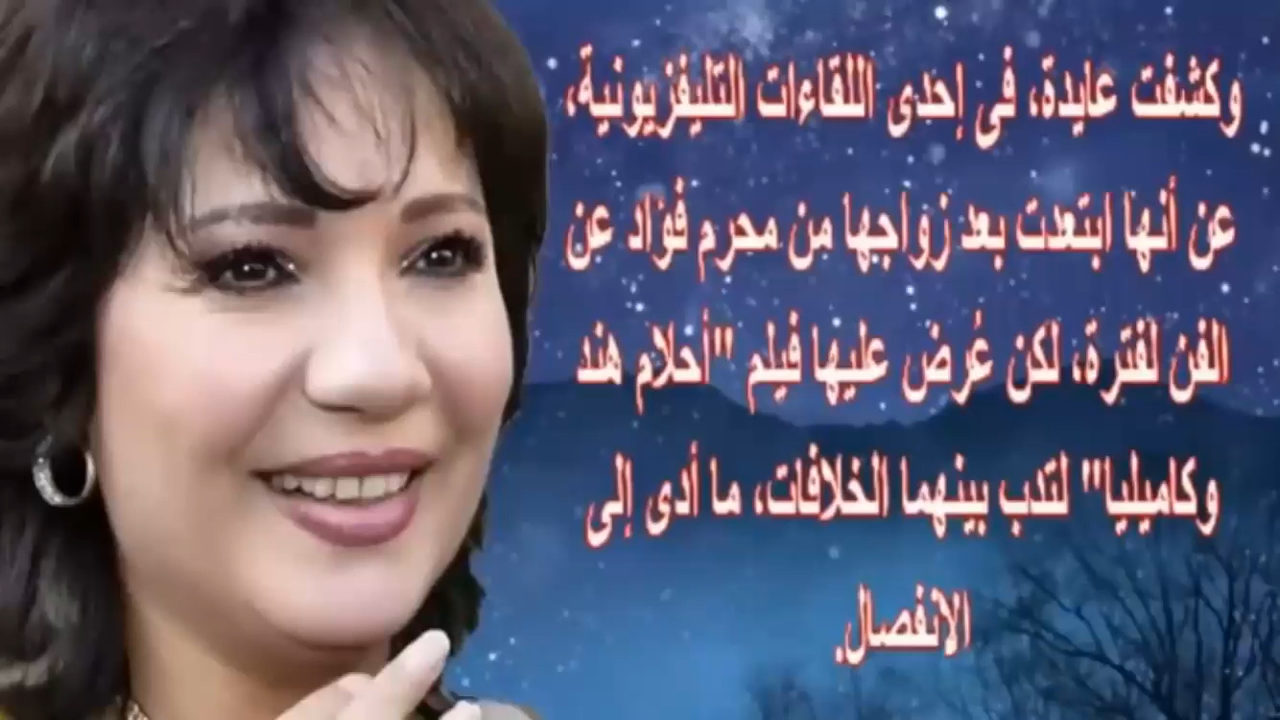 وكشفت عايدة، فى إحدى اللقاءات التليفزيونية،
عن أنها ابتعدت بعد زواجها من محرم فؤاد عن
الفن لفترة، لكن عُرض عليها فيلم "أحلام هند
وكاميليا" لتدب بينهما الخلافات، ما أدى إلى
الانفصال.